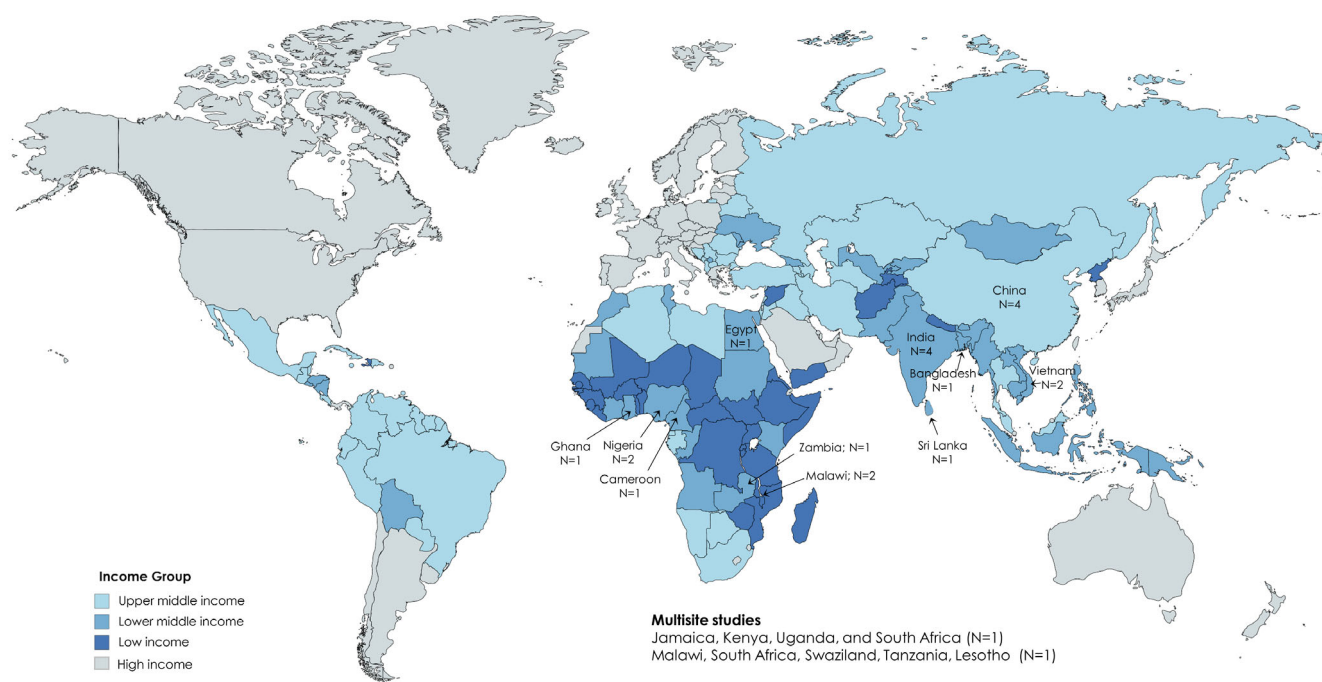 China
N=4
Egypt
N=1
India
N=4
Bangladesh
N=1
Vietnam
N=2
Ghana
N=1
Nigeria
N=2
Cameroon
N=1
Zambia; N=1
Malawi; N=2
Sri Lanka
N=1
Income Group
Upper middle income
Lower middle income
Low income
High income
Multisite studies
Jamaica, Kenya, Uganda, and South Africa (N=1)
Malawi, South Africa, Swaziland, Tanzania, Lesotho (N=1)